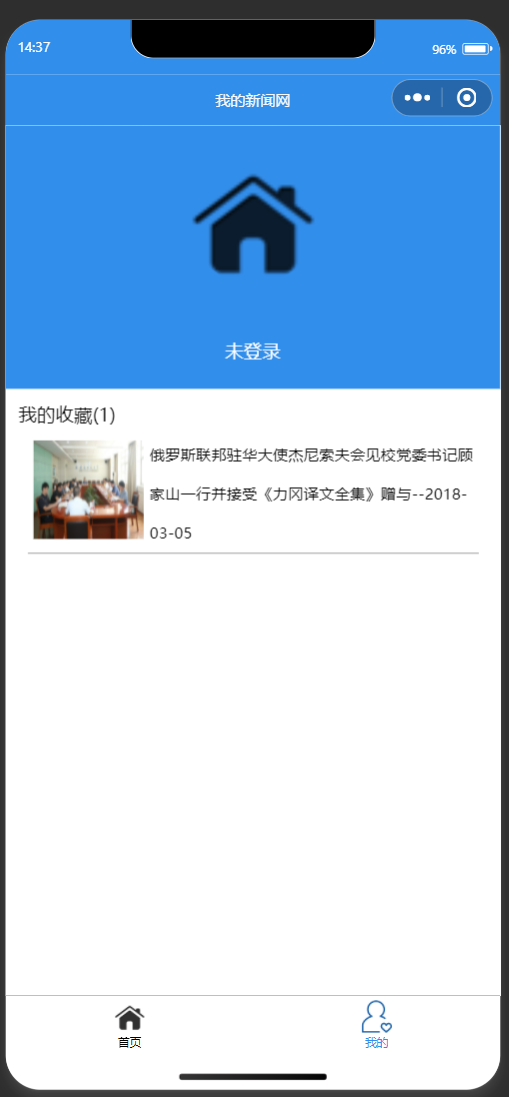 14:37
96%
我的新闻网
未登录
我的收藏(1)
俄罗斯联邦驻华大使杰尼索夫会见校党委书记顾
家山一行并接受《力冈译文全集》赠与--2018-
03-05
首页
我的